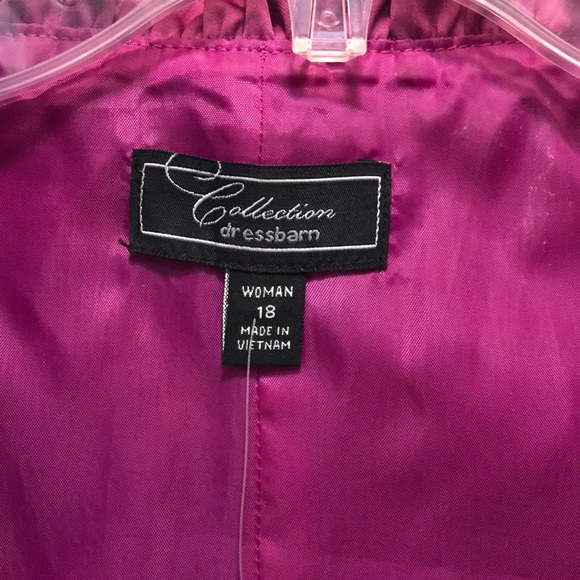 Collection
dressbarn
WOMAN
18
MADE IN
VIETNAM